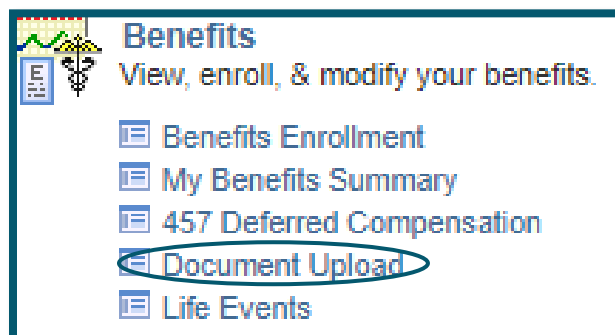 Benefits
View, enroll, & modify your benefits.
E
Benefits Enrollment
My Benefits Summary
457 Deferred Compensation
Document Upload
Life Events